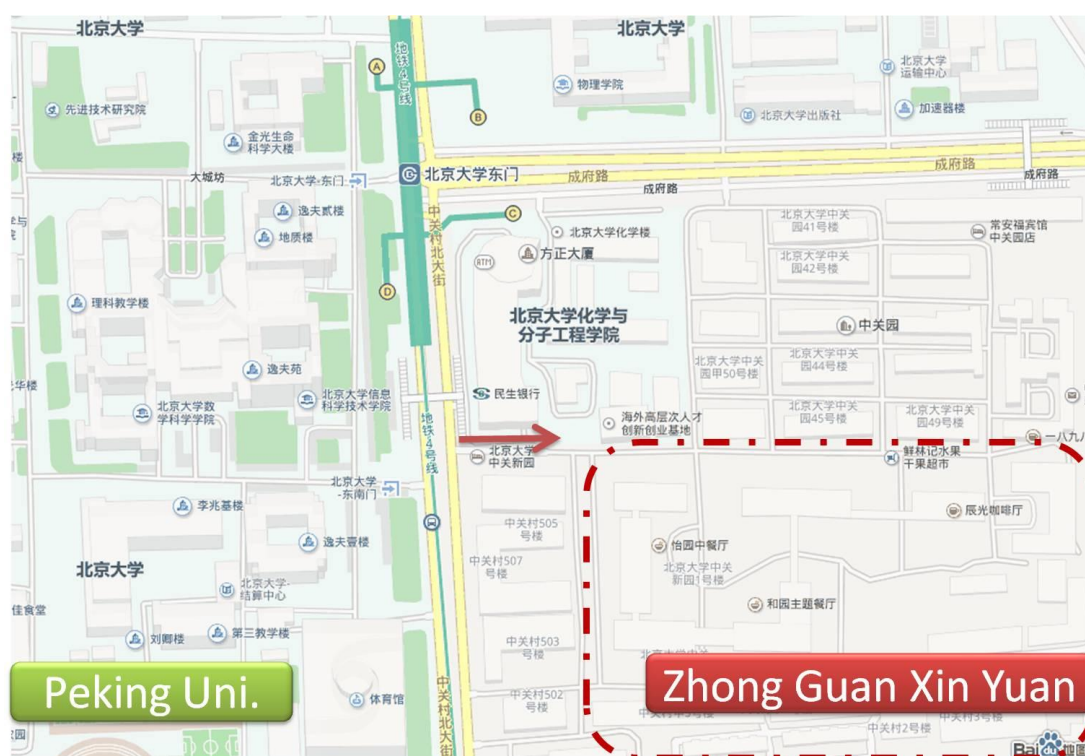 北京大学
北京大学
地铁4号线
A
B
物理学院
北京大学
运输中心
先进技术研究院
北京大学出版社
加速器楼
金光生命
科学大楼
楼
大城坊
北京大学-东门
北京大学东门
成府路
成府路
成府路
成府路
逸夫贰楼
C
中关村北大街
北京大学中关
园41号楼
常安福宾馆
中关园店
地质楼
北京大学化学楼
ATM
方正大厦
北京大学中关
园42号楼
D
理科教学楼
北京大学化学与
分子工程学院
中关园
逸夫苑
北京大学中关
园甲50号楼
北京大学中关
园44号楼
华楼
北京大学信息
科学技术学院
民生银行
北京大学数
学科学学院
地铁4号线
海外高层次人才
创新创业基地
北京大学中关
园45号楼
北京大学中关
园49号楼
一八九八
北京大学
中关新园
鲜林记水果
干果超市
北京大学
-东南门
李兆基楼
中关村505
号楼
辰光咖啡厅
逸夫壹楼
怡园中餐厅
中关村507
号楼
北京大学中关
新园1号楼
北京大学
北京大学-
结算中心
和园主题餐厅
佳食堂
刘卿楼
第三教学楼
中关村503
号楼
Peking Uni.
体育馆
中关村北大街
中关村502
号楼
Zhong Guan Xin Yuan
中关村2号楼
中关村3号楼
Bai du 地图